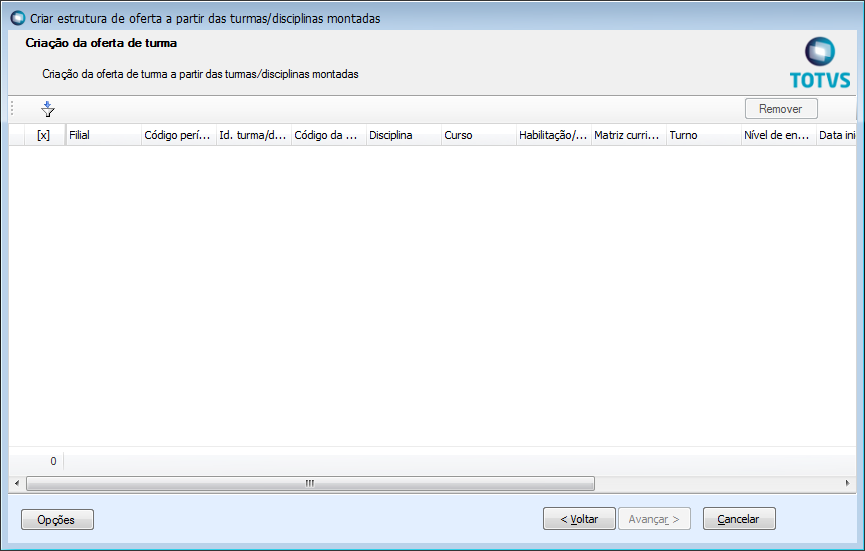 Criar estrutura de oferta a partir das turmas/disciplinas montadas
Criação da oferta de turma
Criação da oferta de turma a partir das turmas/disciplinas montadas
TOTVS
Remover
[x] Filial Código perí... Id. turma/d... Código da ... Disciplina Curso Habilitação/... Matriz curri... Turno Nível de en... Data ini
0
Opções < Voltar Avançar > Cancelar